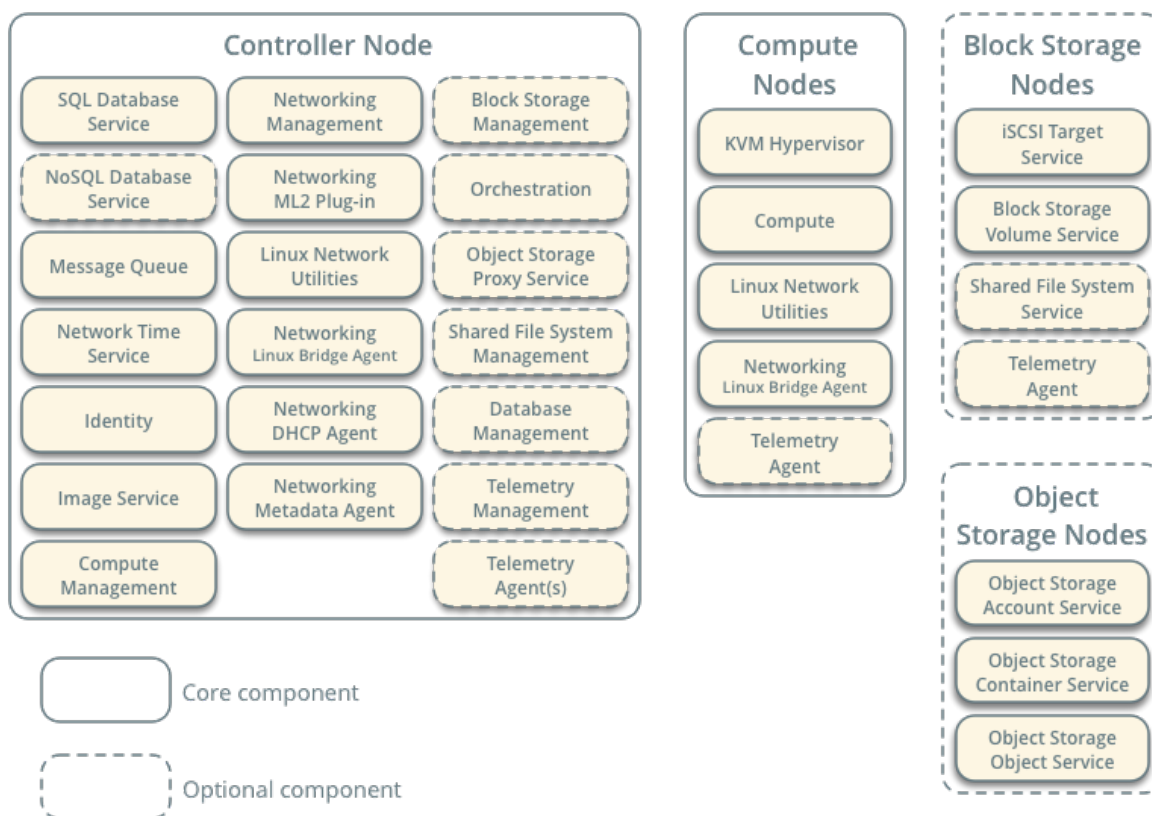 Controller Node
SQL Database
Service
Networking
Management
Block Storage
Management
NoSQL Database
Service
Networking
ML2 Plug-in
Orchestration
Message Queue
Linux Network
Utilities
Object Storage
Proxy Service
Network Time
Service
Networking
Linux Bridge Agent
Shared File System
Management
Identity
Networking
DHCP Agent
Database
Management
Image Service
Networking
Metadata Agent
Telemetry
Management
Compute
Management
Telemetry
Agent(s)
Compute
Nodes
KVM Hypervisor
Compute
Linux Network
Utilities
Networking
Linux Bridge Agent
Telemetry
Agent
Block Storage
Nodes
iSCSI Target
Service
Block Storage
Volume Service
Shared File System
Service
Telemetry
Agent
Object
Storage Nodes
Object Storage
Account Service
Object Storage
Container Service
Object Storage
Object Service
Core component
Optional component